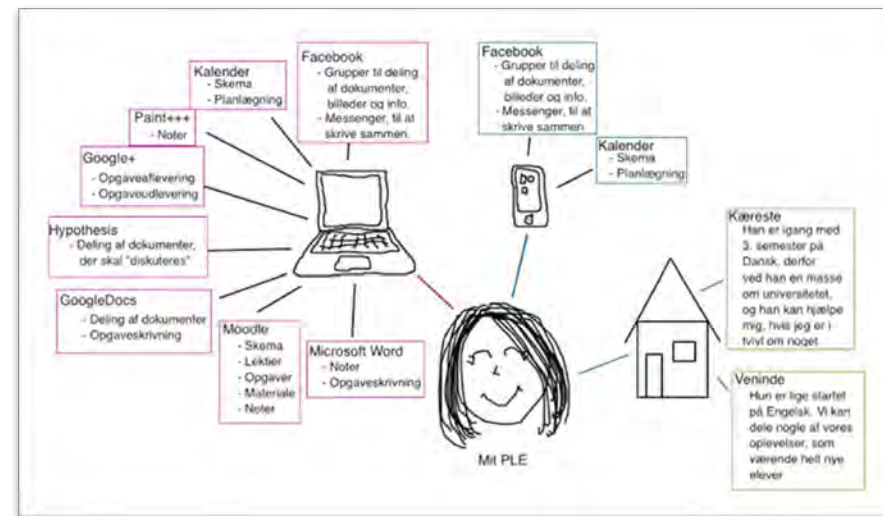 Facebook
- Grupper til deling
af dokumenter,
billeder og info.
- Messenger, til at
skrive sammen.
Kalender
- Skema
- Planlægning
Paint+++
- Noter
Google+
- Opgaveaflevering
- Opgaveudlevering
Hypothesis
- Deling af dokumenter,
der skal "diskuteres"
GoogleDocs
- Deling af dokumenter
- Opgaveskrivning
Moodle
- Skema
- Lektier
- Opgaver
- Materiale
- Noter
Microsoft Word
- Noter
- Opgaveskrivning
Facebook
- Grupper til deling
af dokumenter,
billeder og info.
- Messenger, til at
skrive sammen
Kalender
- Skema
- Planlægning
Kæreste
Han er igang med
3. semester på
Dansk, derfor
ved han en masse
om universitetet,
og han kan hjælpe
mig, hvis jeg er i
tvivl om noget
Veninde
Hun er lige startet
på Engelsk. Vi kan
dele nogle af vores
oplevelser, som
værende helt nye
elever
Mit PLE